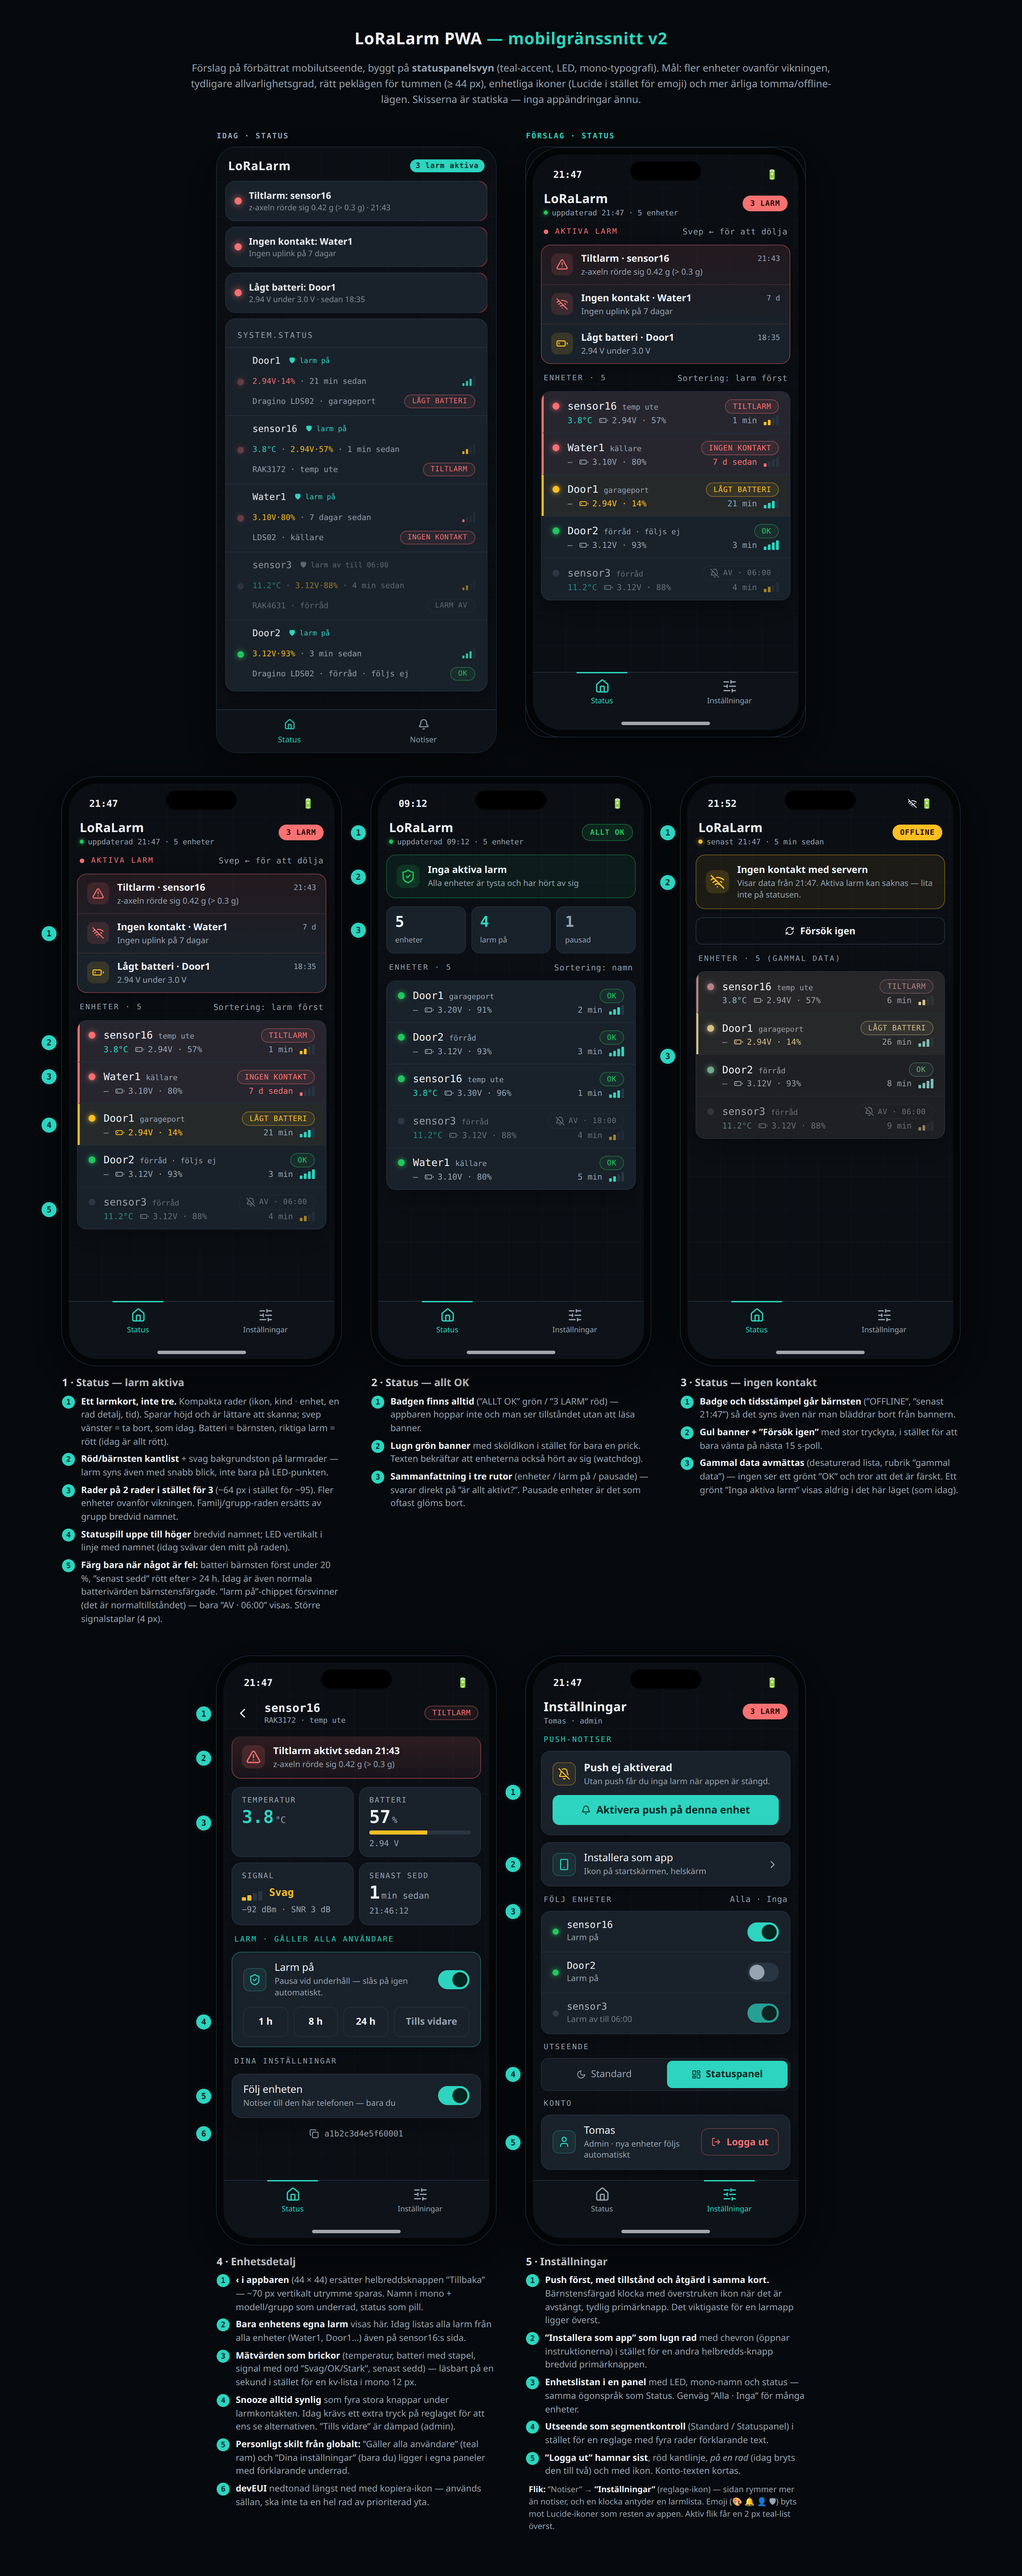 LoRaLarm PWA — mobilgränssnitt v2
Förslag på förbättrat mobilutseende, byggt på statuspanelsvyn (teal-accent, LED, mono-typografi). Mål: fler enheter ovanför vikningen,
tydligare allvarlighetsgrad, rätt peklägen för tummen (≥ 44 px), enhetliga ikoner (Lucide i stället för emoji) och mer ärliga tomma/offline-
lägen. Skisserna är statiska — inga appändringar ännu.
IDAG · STATUS
LoRaLarm
3 larm aktiva
Tiltlarm: sensor16
z-axeln rörde sig 0.42 g (> 0.3 g) · 21:43
Ingen kontakt: Water1
Ingen uplink på 7 dagar
Lågt batteri: Door1
2.94 V under 3.0 V · sedan 18:35
SYSTEM.STATUS
Door1 larm på
2.94V·14% · 21 min sedan
Dragino LDS02 · garageport LÅGT BATTERI
sensor16 larm på
3.8°C · 2.94V·57% · 1 min sedan
RAK3172 · temp ute TILTLARM
Water1 larm på
3.10V·80% · 7 dagar sedan
LDS02 · källare INGEN KONTAKT
sensor3 larm av till 06:00
11.2°C · 3.12V·88% · 4 min sedan
RAK4631 · förråd LARM AV
Door2 larm på
3.12V·93% · 3 min sedan
Dragino LDS02 · förråd · följs ej OK
Status Notiser
FÖRSLAG · STATUS
21:47
LoRaLarm
uppdaterad 21:47 · 5 enheter
3 LARM
AKTIVA LARM Svep ← för att dölja
Tiltlarm · sensor16 21:43
z-axeln rörde sig 0.42 g (> 0.3 g)
Ingen kontakt · Water1 7 d
Ingen uplink på 7 dagar
Lågt batteri · Door1 18:35
2.94 V under 3.0 V
ENHETER · 5 Sortering: larm först
sensor16 temp ute TILTLARM
3.8°C 2.94V · 57% 1 min
Water1 källare INGEN KONTAKT
— 3.10V · 80% 7 d sedan
Door1 garageport LÅGT BATTERI
— 2.94V · 14% 21 min
Door2 förråd · följs ej OK
— 3.12V · 93% 3 min
sensor3 förråd AV · 06:00
11.2°C 3.12V · 88% 4 min
Status Inställningar
21:47
LoRaLarm
uppdaterad 21:47 · 5 enheter
3 LARM
AKTIVA LARM Svep ← för att dölja
Tiltlarm · sensor16 21:43
z-axeln rörde sig 0.42 g (> 0.3 g)
1
Ingen kontakt · Water1 7 d
Ingen uplink på 7 dagar
Lågt batteri · Door1 18:35
2.94 V under 3.0 V
ENHETER · 5 Sortering: larm först
2
sensor16 temp ute TILTLARM
3.8°C 2.94V · 57% 1 min
3
Water1 källare INGEN KONTAKT
— 3.10V · 80% 7 d sedan
4
Door1 garageport LÅGT BATTERI
— 2.94V · 14% 21 min
Door2 förråd · följs ej OK
— 3.12V · 93% 3 min
5
sensor3 förråd AV · 06:00
11.2°C 3.12V · 88% 4 min
Status Inställningar
1 · Status — larm aktiva
1 Ett larmkort, inte tre. Kompakta rader (ikon, kind · enhet, en
rad detalj, tid). Sparar höjd och är lättare att skanna; svep
vänster = ta bort, som idag. Batteri = bärnsten, riktiga larm =
rött (idag är allt rött).
2 Röd/bärnsten kantlist + svag bakgrundston på larmrader —
larm syns även med snabb blick, inte bara på LED-punkten.
3 Rader på 2 rader i stället för 3 (~64 px i stället för ~95). Fler
enheter ovanför vikningen. Familj/grupp-raden ersätts av
grupp bredvid namnet.
4 Statuspill uppe till höger bredvid namnet; LED vertikalt i
linje med namnet (idag svävar den mitt på raden).
5 Färg bara när något är fel: batteri bärnsten först under 20
%, ”senast sedd” rött efter > 24 h. Idag är även normala
batterivärden bärnstensfärgade. ”larm på”-chippet försvinner
(det är normaltillståndet) — bara ”AV · 06:00” visas. Större
signalstaplar (4 px).
09:12
1
LoRaLarm
uppdaterad 09:12 · 5 enheter
ALLT OK
2
Inga aktiva larm
Alla enheter är tysta och har hört av sig
3
5 4 1
enheter larm på pausad
ENHETER · 5 Sortering: namn
Door1 garageport OK
— 3.20V · 91% 2 min
Door2 förråd OK
— 3.12V · 93% 3 min
sensor16 temp ute OK
3.8°C 3.30V · 96% 1 min
sensor3 förråd AV · 18:00
11.2°C 3.12V · 88% 4 min
Water1 källare OK
— 3.10V · 80% 5 min
Status Inställningar
2 · Status — allt OK
1 Badgen finns alltid (”ALLT OK” grön / ”3 LARM” röd) —
appbaren hoppar inte och man ser tillståndet utan att läsa
banner.
2 Lugn grön banner med sköldikon i stället för bara en prick.
Texten bekräftar att enheterna också hört av sig (watchdog).
3 Sammanfattning i tre rutor (enheter / larm på / pausade) —
svarar direkt på ”är allt aktivt?”. Pausade enheter är det som
oftast glöms bort.
21:52
1
LoRaLarm
senast 21:47 · 5 min sedan
OFFLINE
2
Ingen kontakt med servern
Visar data från 21:47. Aktiva larm kan saknas — lita
inte på statusen.
Försök igen
ENHETER · 5 (GAMMAL DATA)
sensor16 temp ute TILTLARM
3.8°C 2.94V · 57% 6 min
Door1 garageport LÅGT BATTERI
— 2.94V · 14% 26 min
3
Door2 förråd OK
— 3.12V · 93% 8 min
sensor3 förråd AV · 06:00
11.2°C 3.12V · 88% 9 min
Status Inställningar
3 · Status — ingen kontakt
1 Badge och tidsstämpel går bärnsten (”OFFLINE”, ”senast
21:47”) så det syns även när man bläddrar bort från bannern.
2 Gul banner + ”Försök igen” med stor tryckyta, i stället för att
bara vänta på nästa 15 s-poll.
3 Gammal data avmattas (desaturerad lista, rubrik ”gammal
data”) — ingen ser ett grönt ”OK” och tror att det är färskt. Ett
grönt ”Inga aktiva larm” visas aldrig i det här läget (som idag).
21:47
1
sensor16
RAK3172 · temp ute
TILTLARM
2
Tiltlarm aktivt sedan 21:43
z-axeln rörde sig 0.42 g (> 0.3 g)
3
TEMPERATUR BATTERI
3.8 °C 57 %
2.94 V
SIGNAL SENAST SEDD
Svag 1 min sedan
−92 dBm · SNR 3 dB 21:46:12
LARM · GÄLLER ALLA ANVÄNDARE
Larm på
Pausa vid underhåll — slås på igen
automatiskt.
4
1 h 8 h 24 h Tills vidare
DINA INSTÄLLNINGAR
5
Följ enheten
Notiser till den här telefonen — bara du
6
a1b2c3d4e5f60001
Status Inställningar
4 · Enhetsdetalj
1 ‹ i appbaren (44 × 44) ersätter helbreddsknappen ”Tillbaka”
— ~70 px vertikalt utrymme sparas. Namn i mono +
modell/grupp som underrad, status som pill.
2 Bara enhetens egna larm visas här. Idag listas alla larm från
alla enheter (Water1, Door1…) även på sensor16:s sida.
3 Mätvärden som brickor (temperatur, batteri med stapel,
signal med ord ”Svag/OK/Stark”, senast sedd) — läsbart på en
sekund i stället för en kv-lista i mono 12 px.
4 Snooze alltid synlig som fyra stora knappar under
larmkontakten. Idag krävs ett extra tryck på reglaget för att
ens se alternativen. ”Tills vidare” är dämpad (admin).
5 Personligt skilt från globalt: ”Gäller alla användare” (teal
ram) och ”Dina inställningar” (bara du) ligger i egna paneler
med förklarande underrad.
6 devEUI nedtonad längst ned med kopiera-ikon — används
sällan, ska inte ta en hel rad av prioriterad yta.
21:47
Inställningar
Tomas · admin
3 LARM
PUSH-NOTISER
1
Push ej aktiverad
Utan push får du inga larm när appen är stängd.
Aktivera push på denna enhet
2
Installera som app
Ikon på startskärmen, helskärm
3
FÖLJ ENHETER Alla · Inga
sensor16
Larm på
Door2
Larm på
sensor3
Larm av till 06:00
UTSEENDE
4
Standard Statuspanel
KONTO
5
Tomas
Admin · nya enheter följs
automatiskt
Logga ut
Status Inställningar
5 · Inställningar
1 Push först, med tillstånd och åtgärd i samma kort.
Bärnstensfärgad klocka med överstruken ikon när det är
avstängt, tydlig primärknapp. Det viktigaste för en larmapp
ligger överst.
2 ”Installera som app” som lugn rad med chevron (öppnar
instruktionerna) i stället för en andra helbredds-knapp
bredvid primärknappen.
3 Enhetslistan i en panel med LED, mono-namn och status —
samma ögonspråk som Status. Genväg ”Alla · Inga” för många
enheter.
4 Utseende som segmentkontroll (Standard / Statuspanel) i
stället för en reglage med fyra rader förklarande text.
5 ”Logga ut” hamnar sist, röd kantlinje, på en rad (idag bryts
den till två) och med ikon. Konto-texten kortas.
Flik: ”Notiser” → ”Inställningar” (reglage-ikon) — sidan rymmer mer
än notiser, och en klocka antyder en larmlista. Emoji (🎨 🔔 👤 🛡) byts
mot Lucide-ikoner som resten av appen. Aktiv flik får en 2 px teal-list
överst.